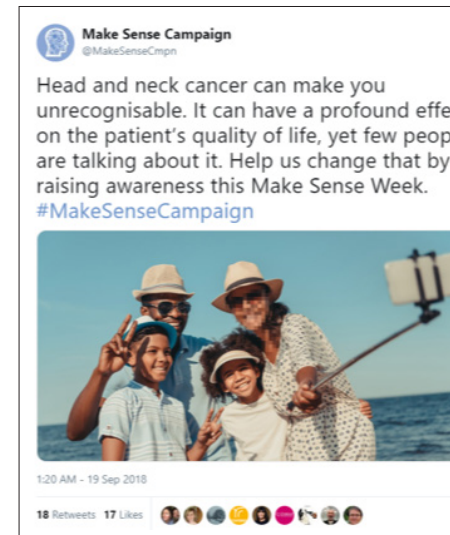 Make Sense Campaign
@MakeSenseCmpn
Head and neck cancer can make you
unrecognisable. It can have a profound effe
on the patient's quality of life, yet few peop
are talking about it. Help us change that by
raising awareness this Make Sense Week.
#MakeSenseCampaign
1:20 AM - 19 Sep 2018
18 Retweets 17 Likes